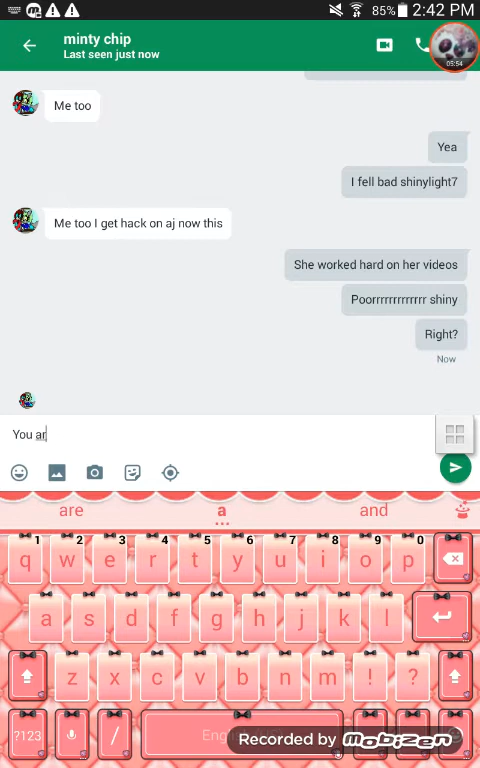 85% 2:42 PM
minty chip
Last seen just now
05:54
Me too
Yea
I fell bad shinylight7
Me too I get hack on aj now this
She worked hard on her videos
Poorrrrrrrrrrrrr shiny
Right?
Now
You ar
are a and
...
1 2 3 4 5 6 7 8 9 0
q w e r t y u i o p
a s d f g h j k l
z x c v b n m ! ?
?123 / English
Recorded by MOBIZEN